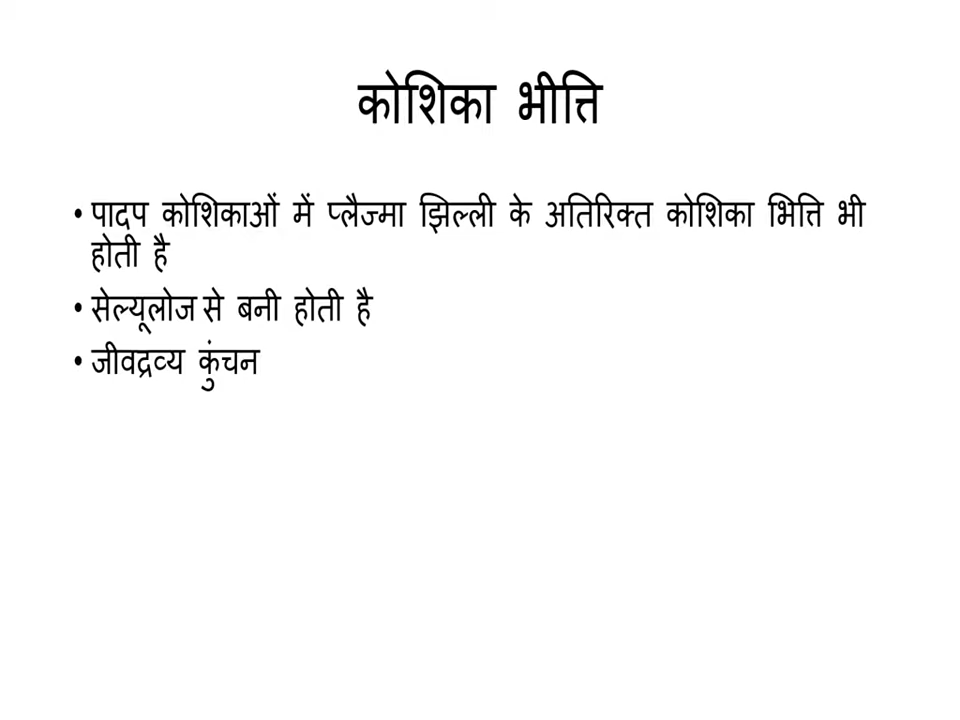 कोशिका भीत्ति
• पादप कोशिकाओं में प्लैज्मा झिल्ली के अतिरिक्त कोशिका भित्ति भी
होती है
• सेल्यूलोज से बनी होती है
• जीवद्रव्य कुंचन